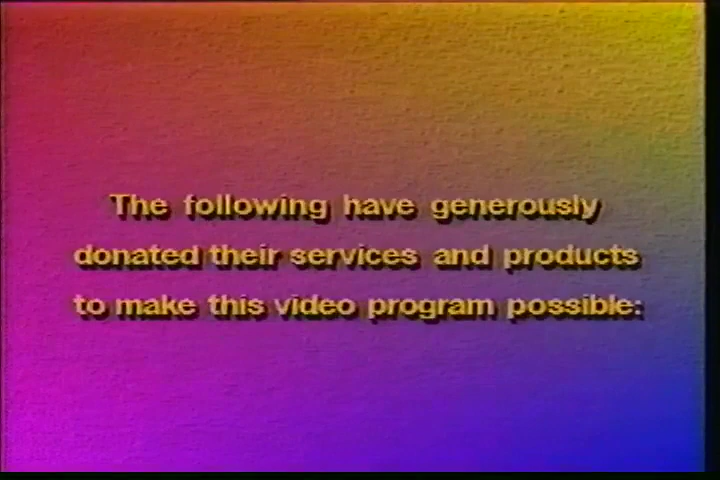 The following have generously
donated their services and products
to make this video program possible: